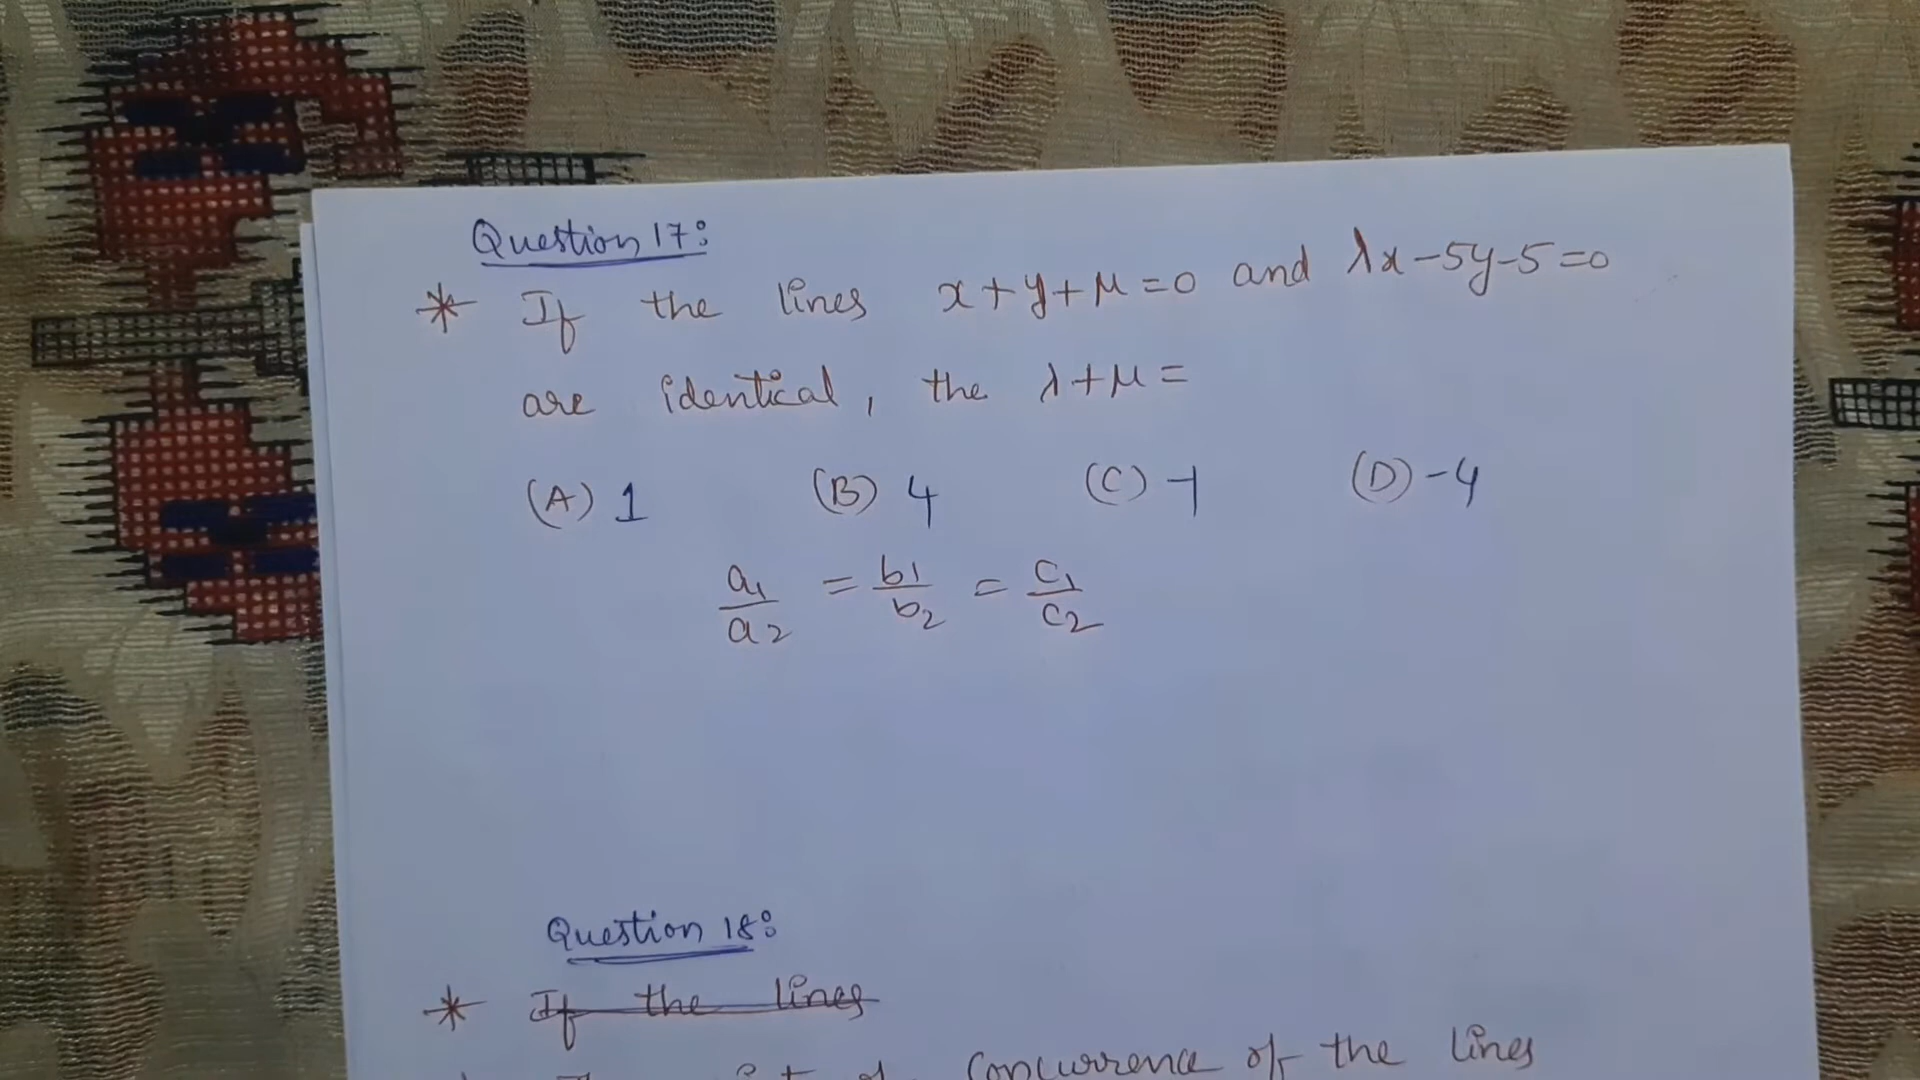 Question 17:
* If the lines x+y+μ=0 and λx-5y-5=0
are identical, the λ+μ=
(A) 1 (B) 4 (C) -1 (D) -4
a1/a2 = b1/b2 = c1/c2
Question 18:
* If the lines
concurrence of the lines